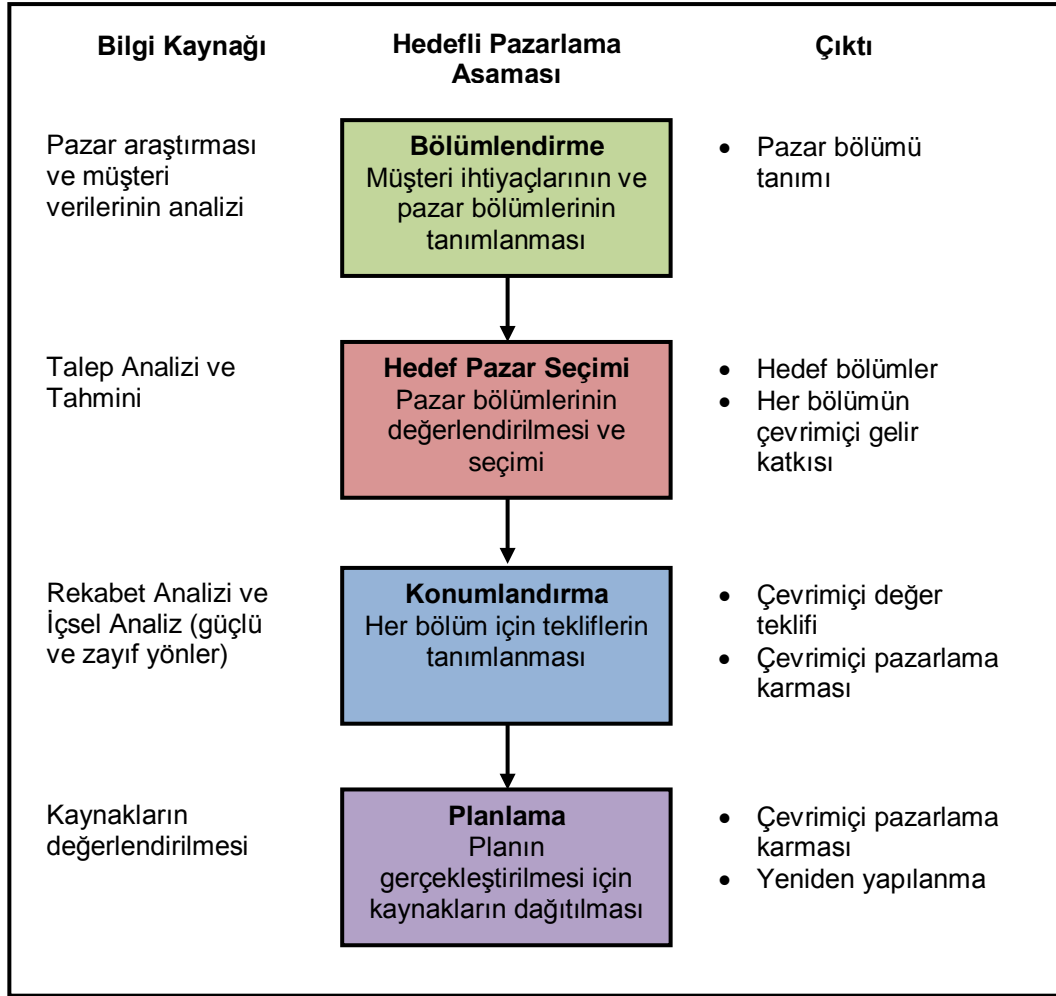 Bilgi Kaynağı
Hedefli Pazarlama
Asaması
Çıktı
Pazar araştırması
ve müşteri
verilerinin analizi
Bölümlendirme
Müşteri ihtiyaçlarının ve
pazar bölümlerinin
tanımlanması
• Pazar bölümü
tanımı
Talep Analizi ve
Tahmini
Hedef Pazar Seçimi
Pazar bölümlerinin
değerlendirilmesi ve
seçimi
• Hedef bölümler
• Her bölümün
çevrimiçi gelir
katkısı
Rekabet Analizi ve
İçsel Analiz (güçlü
ve zayıf yönler)
Konumlandırma
Her bölüm için tekliflerin
tanımlanması
• Çevrimiçi değer
teklifi
• Çevrimiçi pazarlama
karması
Kaynakların
değerlendirilmesi
Planlama
Planın
gerçekleştirilmesi için
kaynakların dağıtılması
• Çevrimiçi pazarlama
karması
• Yeniden yapılanma